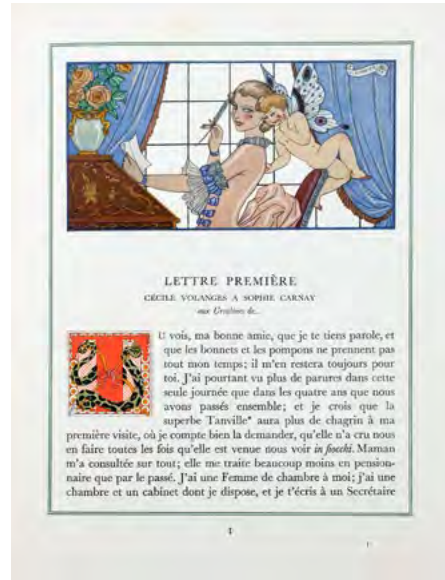 LETTRE PREMIÈRE
CÉCILE VOLANGES A SOPHIE CARNAY
aux Ursulines de...
TU vois, ma bonne amie, que je te tiens parole, et
que les bonnets et les pompons ne prennent pas
tout mon temps; il m'en restera toujours pour
toi. J'ai pourtant vu plus de parures dans cette
seule journée que dans les quatre ans que nous
avons passés ensemble; et je crois que la
superbe Tanville* aura plus de chagrin à ma
première visite, où je compte bien la demander, qu'elle n'a cru nous
en faire toutes les fois qu'elle est venue nous voir in fiocchi. Maman
m'a consultée sur tout; elle me traite beaucoup moins en pension-
naire que par le passé. J'ai une Femme de chambre à moi; j'ai une
chambre et un cabinet dont je dispose, et je t'écris à un Secrétaire
1
1